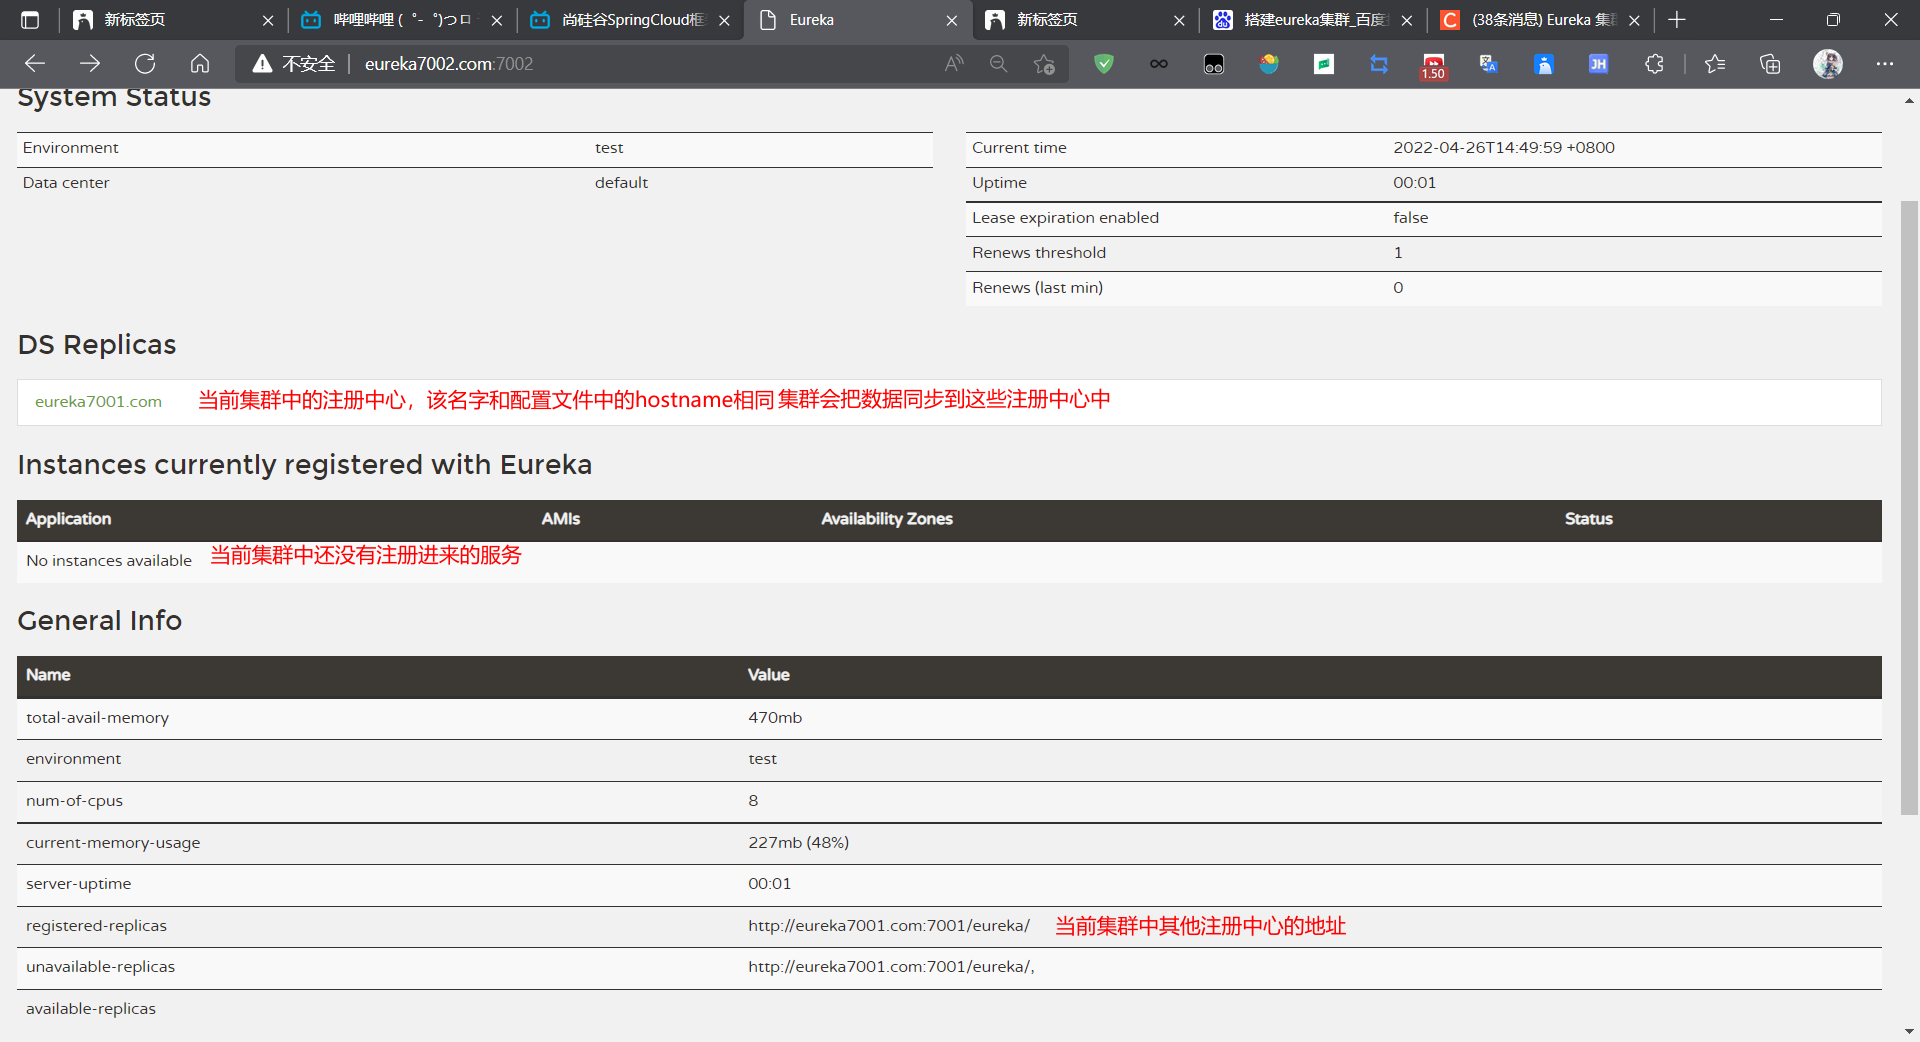 新标签页
哔哩哔哩 (゜-゜)つロ
尚硅谷SpringCloud框
Eureka
新标签页
搭建eureka集群_百度
(38条消息) Eureka 集
不安全 eureka7002.com:7002
1.50
JH
System Status
Environment test
Data center default
Current time 2022-04-26T14:49:59 +0800
Uptime 00:01
Lease expiration enabled false
Renews threshold 1
Renews (last min) 0
DS Replicas
eureka7001.com 当前集群中的注册中心，该名字和配置文件中的hostname相同 集群会把数据同步到这些注册中心中
Instances currently registered with Eureka
Application AMIs Availability Zones Status
No instances available 当前集群中还没有注册进来的服务
General Info
Name Value
total-avail-memory 470mb
environment test
num-of-cpus 8
current-memory-usage 227mb (48%)
server-uptime 00:01
registered-replicas http://eureka7001.com:7001/eureka/ 当前集群中其他注册中心的地址
unavailable-replicas http://eureka7001.com:7001/eureka/,
available-replicas